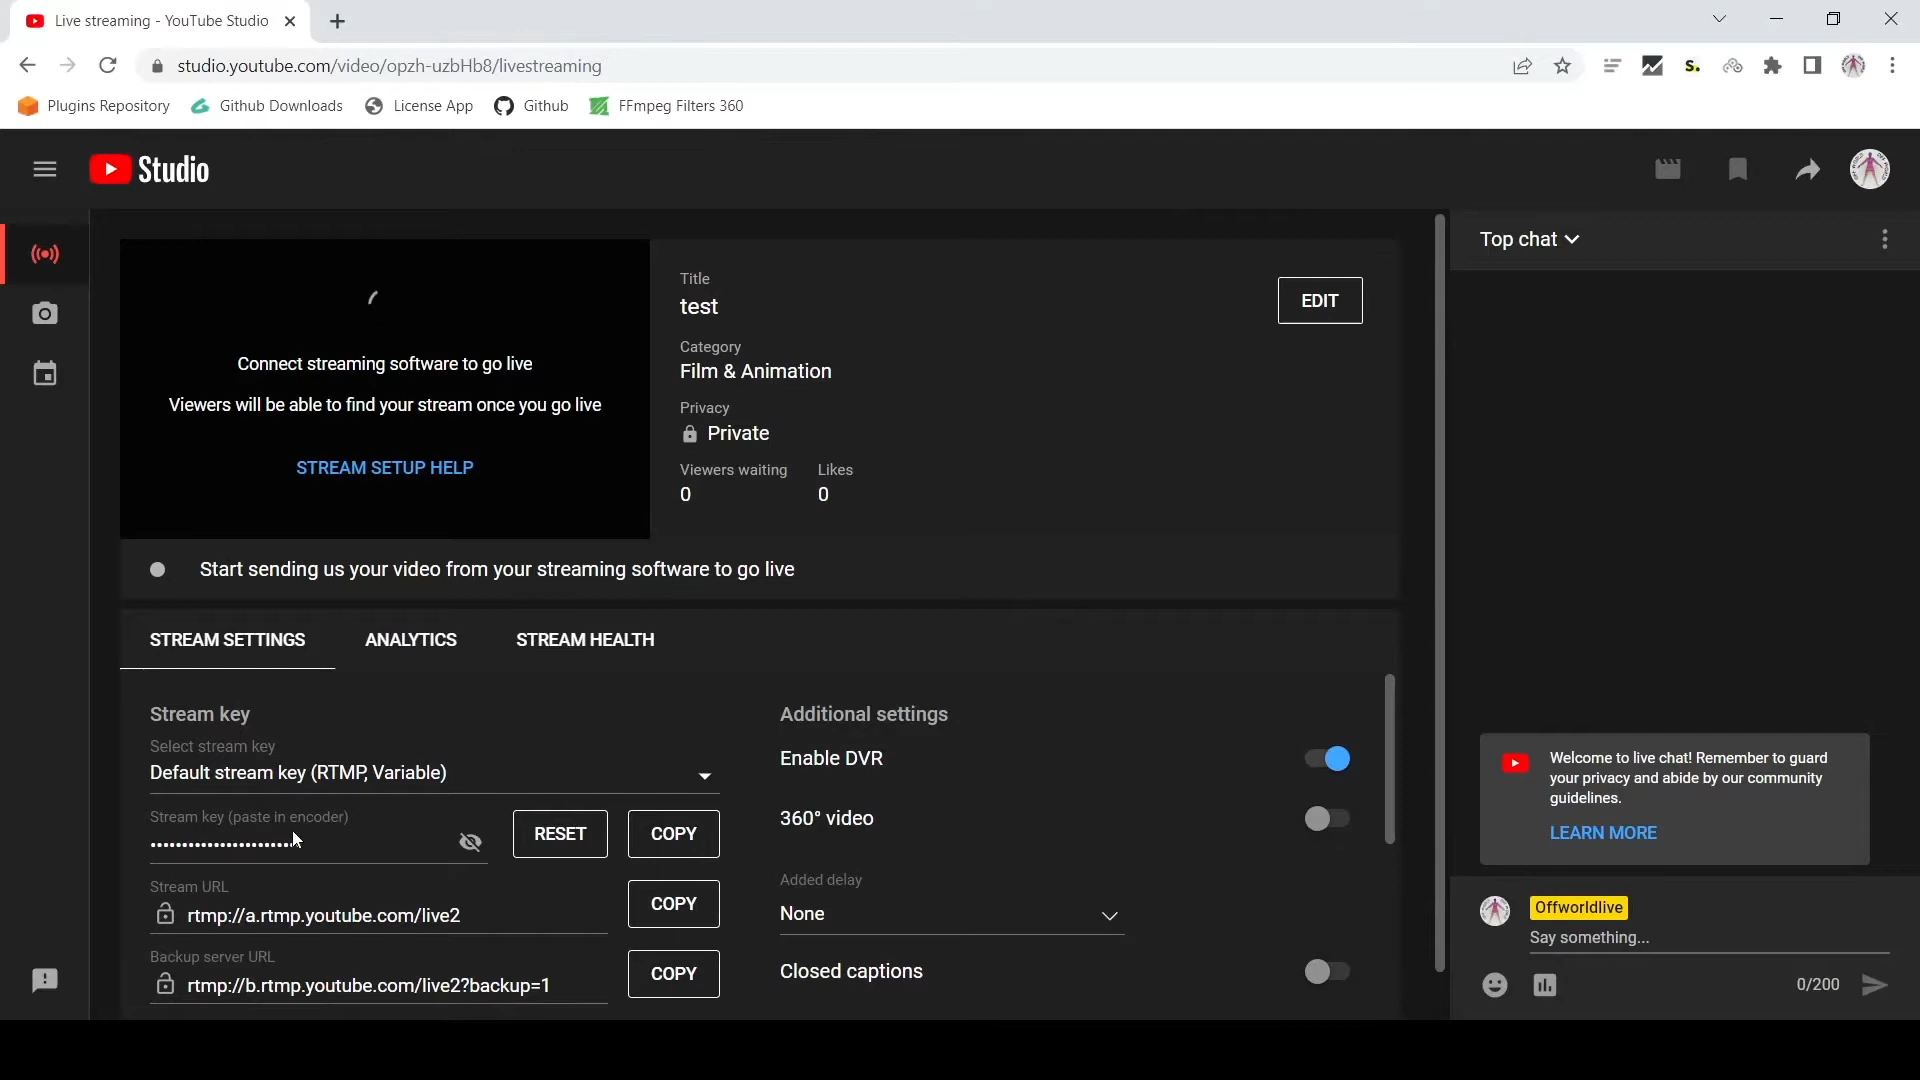 Live streaming - YouTube Studio
studio.youtube.com/video/opzh-uzbHb8/livestreaming
Plugins Repository
Github Downloads
License App
Github
FFmpeg Filters 360
Studio
Connect streaming software to go live
Viewers will be able to find your stream once you go live
STREAM SETUP HELP
Title
test
EDIT
Category
Film & Animation
Privacy
Private
Viewers waiting
Likes
0
0
Start sending us your video from your streaming software to go live
STREAM SETTINGS
ANALYTICS
STREAM HEALTH
Stream key
Select stream key
Default stream key (RTMP, Variable)
Stream key (paste in encoder)
•••••••••••••••••••••••
RESET
COPY
Stream URL
rtmp://a.rtmp.youtube.com/live2
COPY
Backup server URL
rtmp://b.rtmp.youtube.com/live2?backup=1
COPY
Additional settings
Enable DVR
360° video
Added delay
None
Closed captions
Top chat
Welcome to live chat! Remember to guard
your privacy and abide by our community
guidelines.
LEARN MORE
Offworldlive
Say something...
0/200